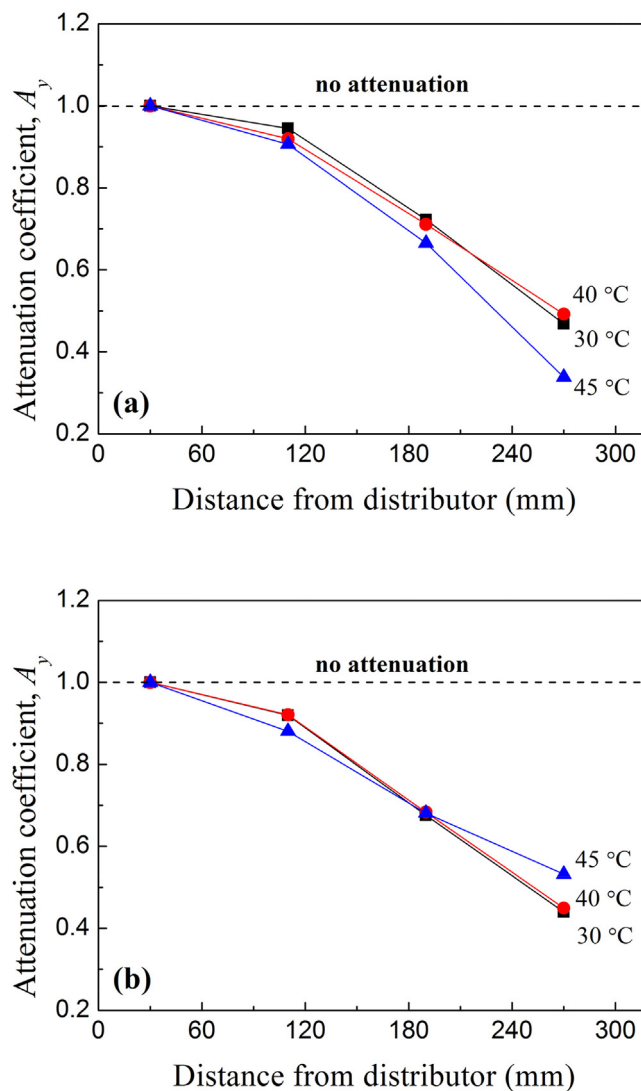 1.2
1.0
0.8
0.6
0.4
0.2
Attenuation coefficient, A_y
no attenuation
40 °C
30 °C
45 °C
(a)
0 60 120 180 240 300
Distance from distributor (mm)
1.2
1.0
0.8
0.6
0.4
0.2
Attenuation coefficient, A_y
no attenuation
45 °C
40 °C
30 °C
(b)
0 60 120 180 240 300
Distance from distributor (mm)